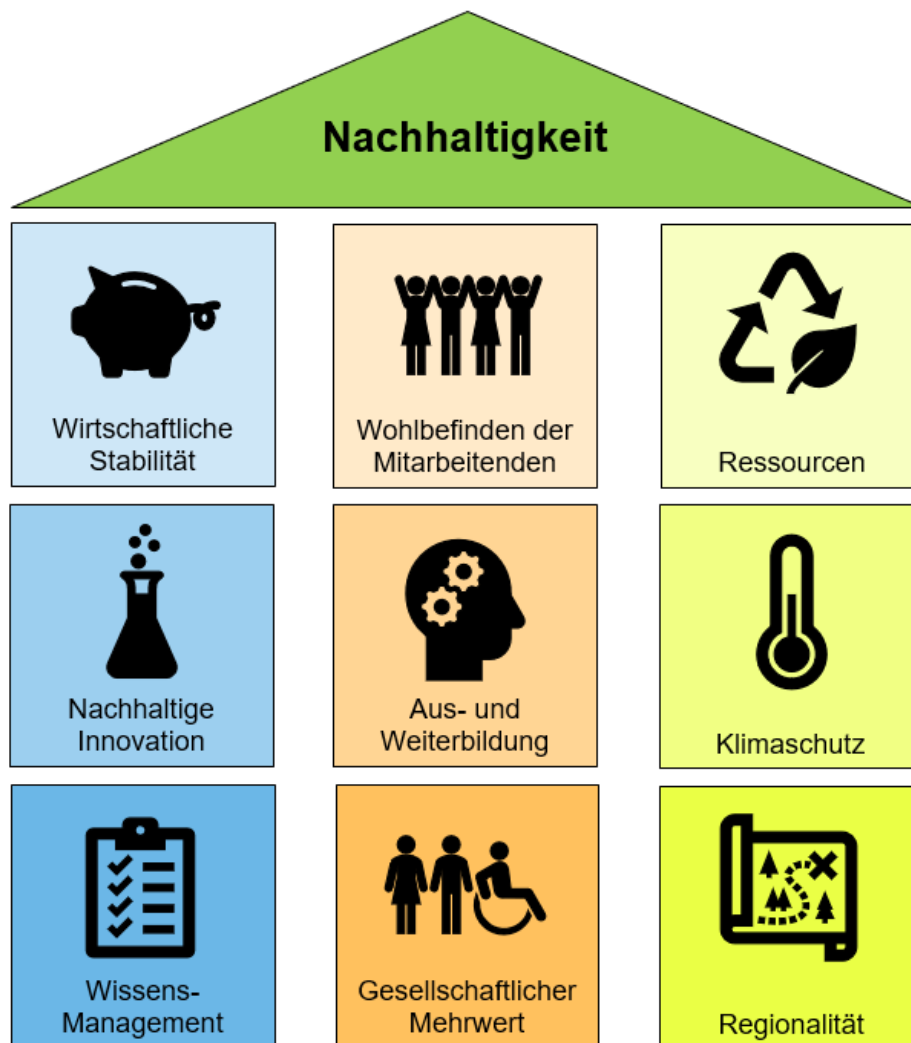 Nachhaltigkeit
Wirtschaftliche
Stabilität
Wohlbefinden der
Mitarbeitenden
Ressourcen
Nachhaltige
Innovation
Aus- und
Weiterbildung
Klimaschutz
Wissens-
Management
Gesellschaftlicher
Mehrwert
Regionalität